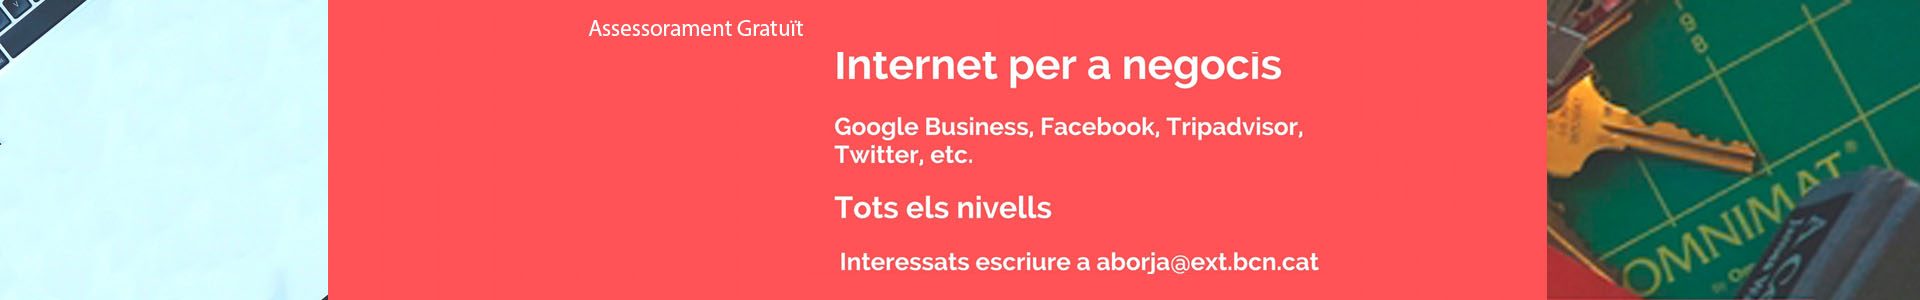 Assessorament Gratuït
Internet per a negocis
Google Business, Facebook, Tripadvisor,
Twitter, etc.
Tots els nivells
Interessats escriure a aborja@ext.bcn.cat
98
OMNIMAT®